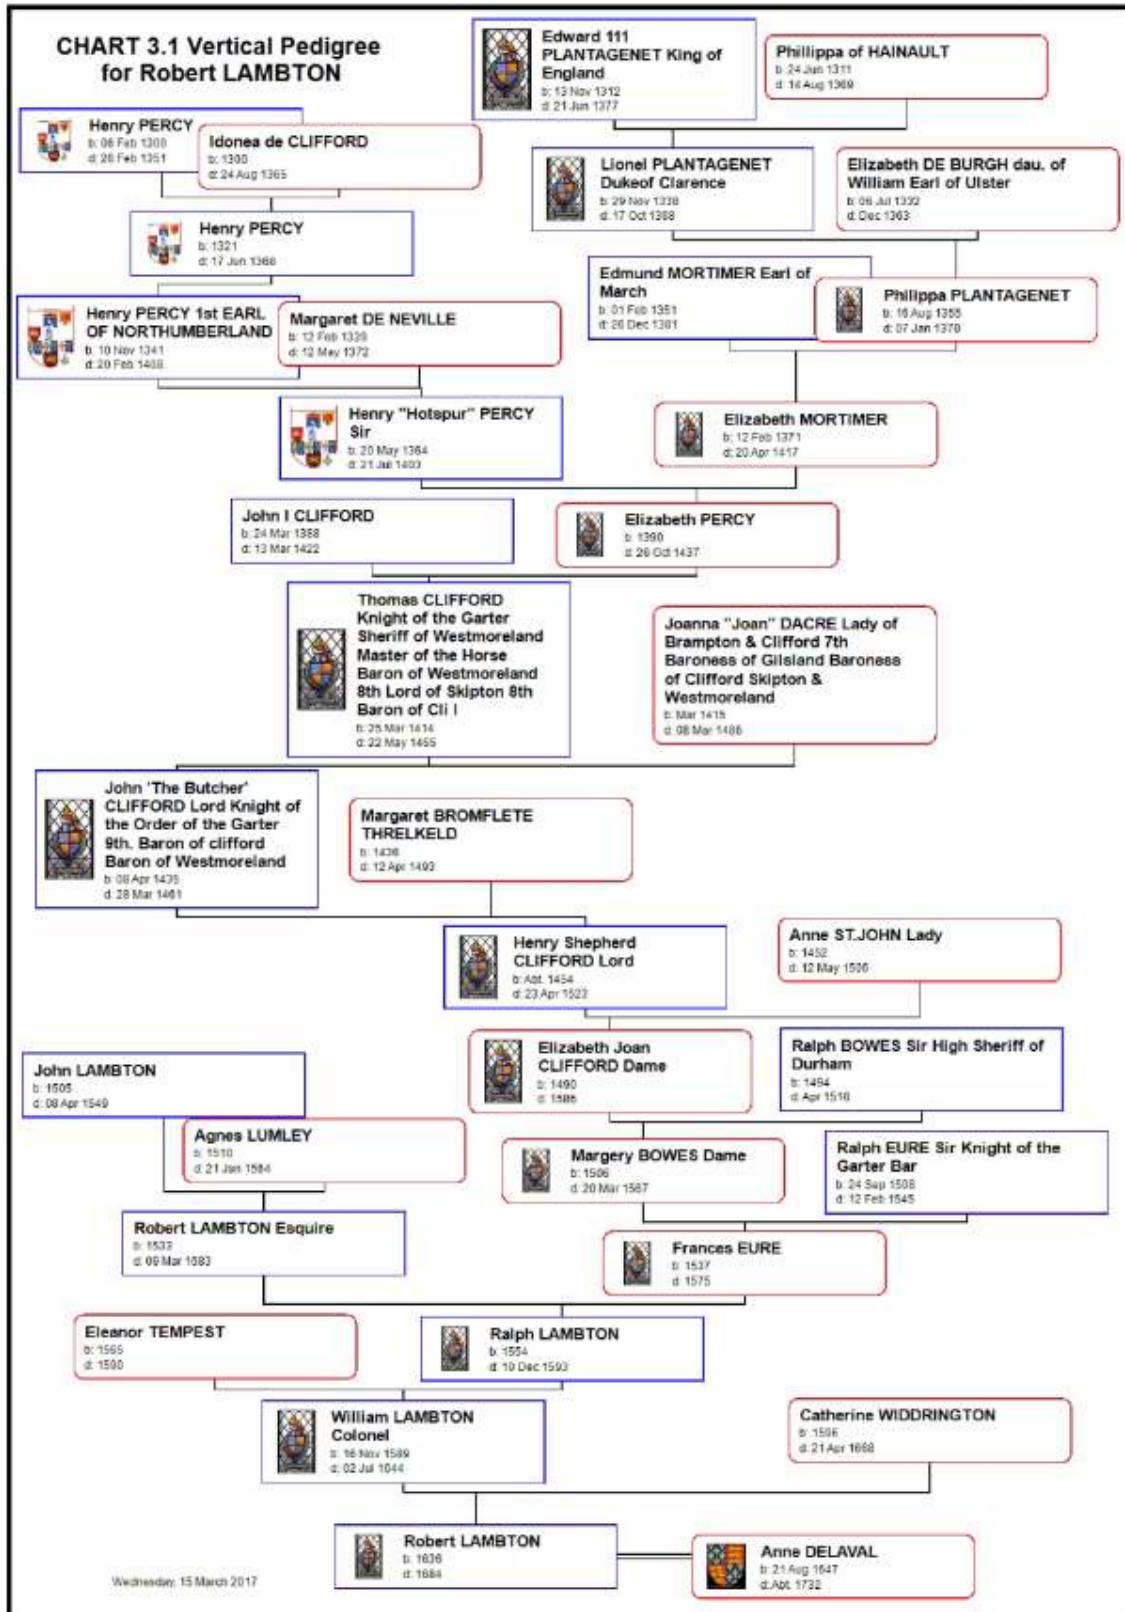 CHART 3.1 Vertical Pedigree
for Robert LAMBTON
Edward 111
PLANTAGENET King of
England
b: 13 Nov 1312
d: 21 Jun 1377
Phillippa of HAINAULT
b: 24 Jun 1311
d: 14 Aug 1369
Henry PERCY
b: 06 Feb 1300
d: 26 Feb 1351
Idonea de CLIFFORD
b: 1300
d: 24 Aug 1365
Lionel PLANTAGENET
Dukeof Clarence
b: 29 Nov 1338
d: 17 Oct 1368
Elizabeth DE BURGH dau. of
William Earl of Ulster
b: 06 Jul 1332
d: Dec 1363
Henry PERCY
b: 1321
d: 17 Jun 1368
Edmund MORTIMER Earl of
March
b: 01 Feb 1351
d: 26 Dec 1381
Philippa PLANTAGENET
b: 16 Aug 1355
d: 07 Jan 1378
Henry PERCY 1st EARL
OF NORTHUMBERLAND
b: 10 Nov 1341
d: 20 Feb 1408
Margaret DE NEVILLE
b: 12 Feb 1339
d: 12 May 1372
Henry "Hotspur" PERCY
Sir
b: 20 May 1364
d: 21 Jul 1403
Elizabeth MORTIMER
b: 12 Feb 1371
d: 20 Apr 1417
John I CLIFFORD
b: 24 Mar 1388
d: 13 Mar 1422
Elizabeth PERCY
b: 1390
d: 26 Oct 1437
Thomas CLIFFORD
Knight of the Garter
Sheriff of Westmoreland
Master of the Horse
Baron of Westmoreland
8th Lord of Skipton 8th
Baron of Cli I
b: 25 Mar 1414
d: 22 May 1455
Joanna "Joan" DACRE Lady of
Brampton & Clifford 7th
Baroness of Gilsland Baroness
of Clifford Skipton &
Westmoreland
b: Mar 1415
d: 08 Mar 1486
John 'The Butcher'
CLIFFORD Lord Knight of
the Order of the Garter
9th. Baron of clifford
Baron of Westmoreland
b: 08 Apr 1435
d: 28 Mar 1461
Margaret BROMFLETE
THRELKELD
b: 1436
d: 12 Apr 1493
Henry Shepherd
CLIFFORD Lord
b: Abt. 1454
d: 23 Apr 1523
Anne ST.JOHN Lady
b: 1452
d: 12 May 1506
Elizabeth Joan
CLIFFORD Dame
b: 1490
d: 1586
Ralph BOWES Sir High Sheriff of
Durham
b: 1494
d: Apr 1516
John LAMBTON
b: 1505
d: 08 Apr 1549
Agnes LUMLEY
b: 1510
d: 21 Jan 1564
Margery BOWES Dame
b: 1506
d: 20 Mar 1567
Ralph EURE Sir Knight of the
Garter Bar
b: 24 Sep 1508
d: 12 Feb 1545
Robert LAMBTON Esquire
b: 1533
d: 09 Mar 1583
Frances EURE
b: 1537
d: 1575
Eleanor TEMPEST
b: 1565
d: 1590
Ralph LAMBTON
b: 1554
d: 10 Dec 1593
William LAMBTON
Colonel
b: 16 Nov 1589
d: 02 Jul 1644
Catherine WIDDRINGTON
b: 1596
d: 21 Apr 1668
Robert LAMBTON
b: 1636
d: 1684
Anne DELAVAL
b: 21 Aug 1647
d: Abt. 1732
Wednesday, 15 March 2017